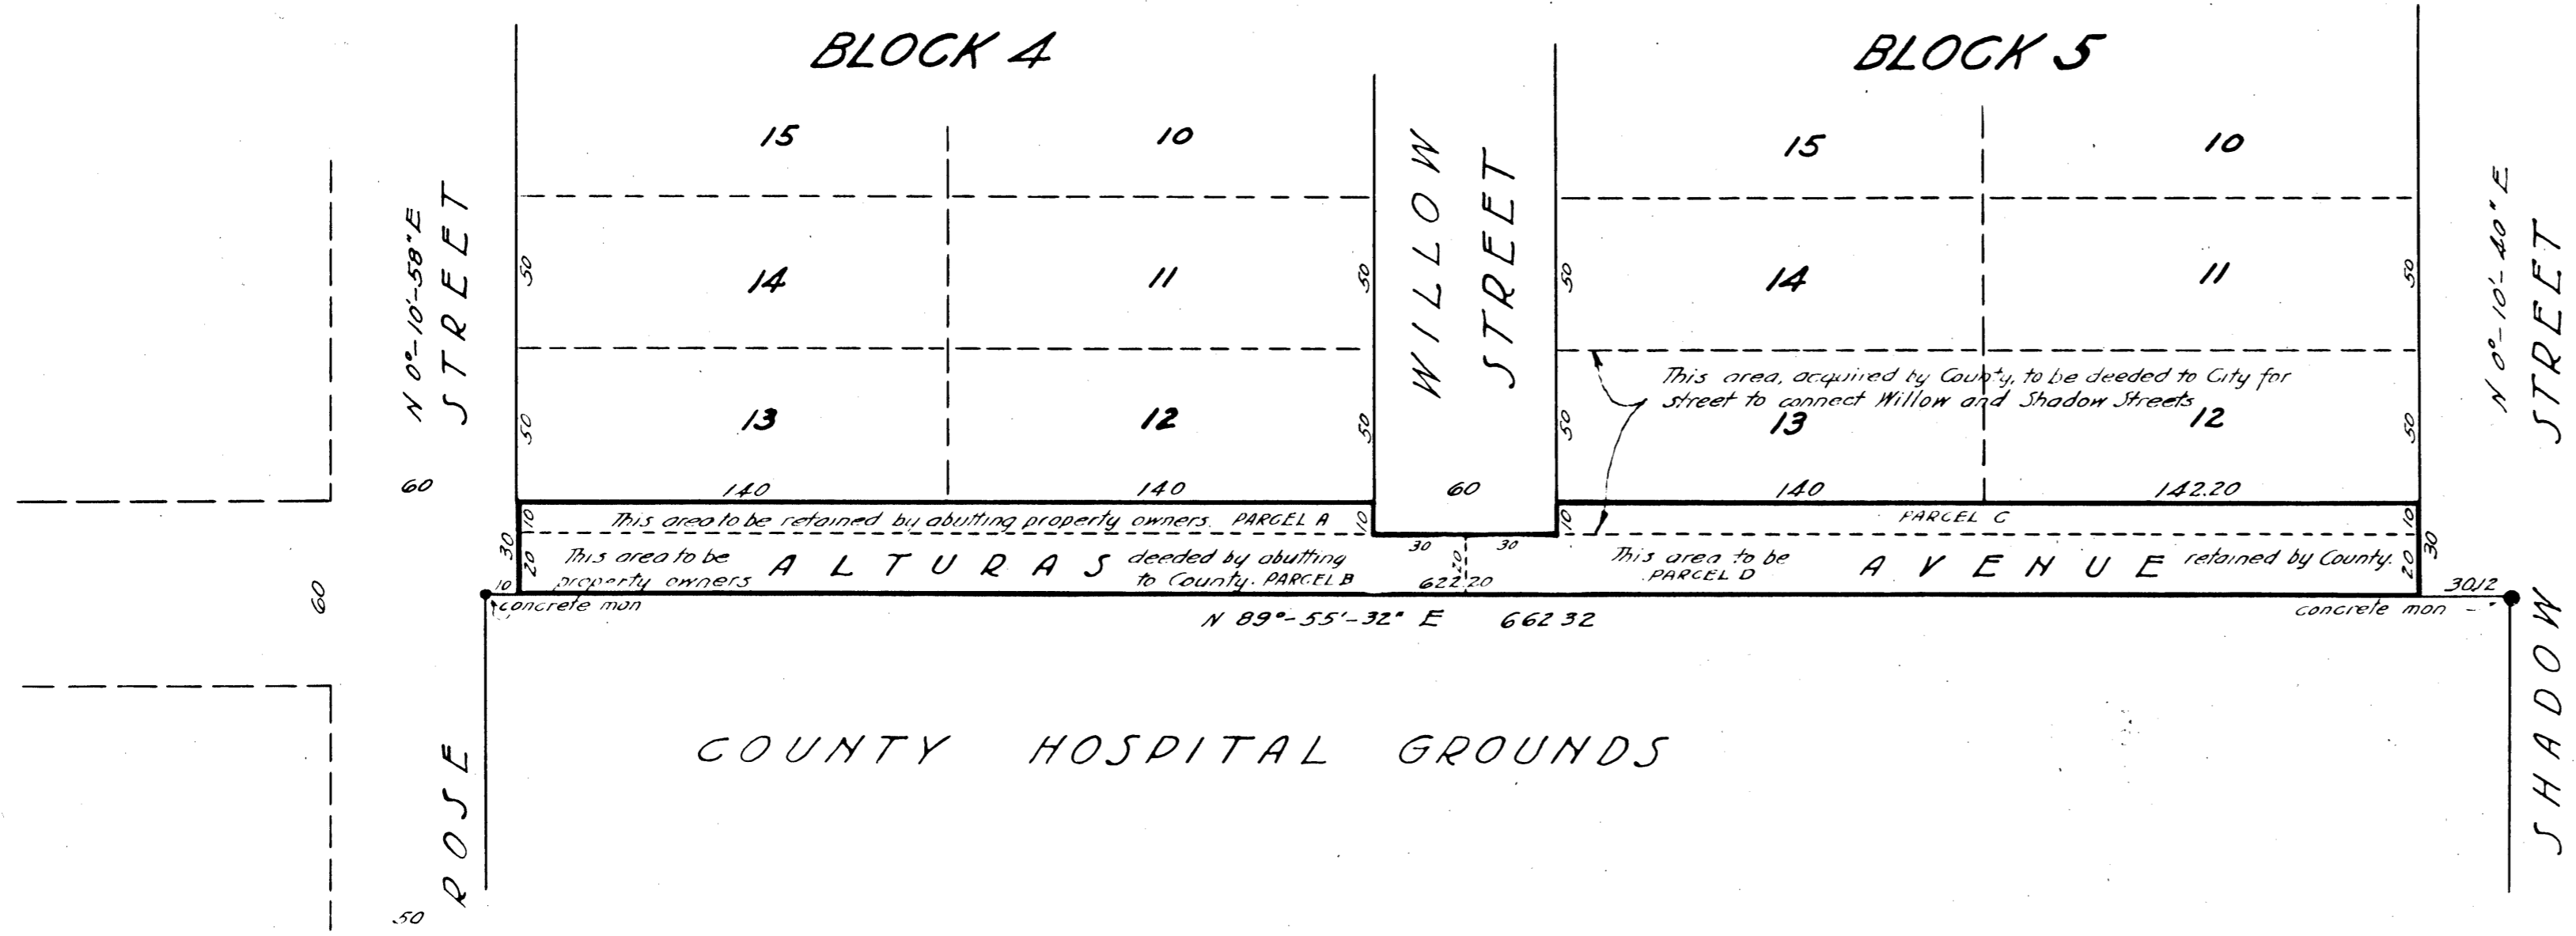 BLOCK 4
BLOCK 5
15
10
15
10
N 0°-10'-58"E
STREET
50
14
11
50
WILLOW
STREET
50
14
11
50
N 0°-10'-40"E
STREET
This area, acquired by County, to be deeded to City for
street to connect Willow and Shadow Streets
50
13
12
50
50
13
12
50
60
140
140
60
140
142.20
10
This area to be retained by abutting property owners. PARCEL A
10
10
PARCEL C
10
30
20
This area to be
property owners
ALTURAS
deeded by abutting
to County. PARCEL B
30
30
20
622.20
This area to be
PARCEL D
AVENUE
retained by County.
20
30
10
concrete mon
30.12
concrete mon
60
N 89°-55'-32" E
662 32
COUNTY HOSPITAL GROUNDS
ROSE
SHADOW
50